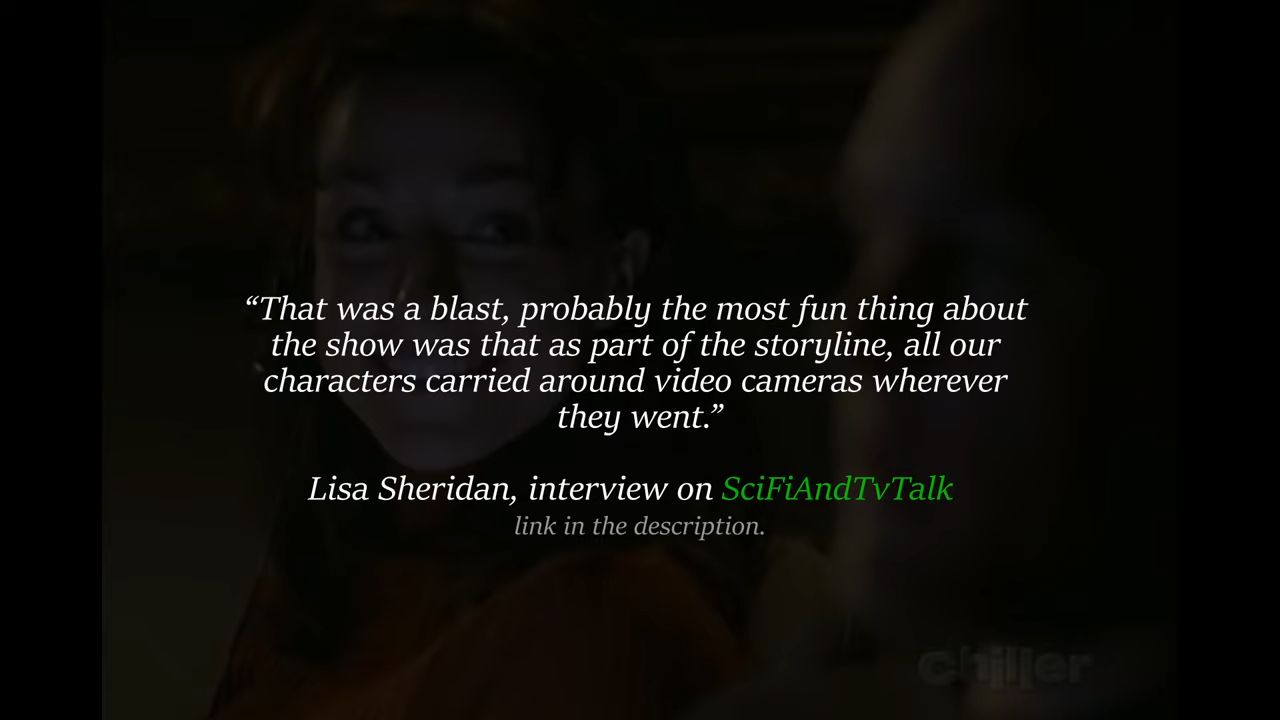 “That was a blast, probably the most fun thing about
the show was that as part of the storyline, all our
characters carried around video cameras wherever
they went.”
Lisa Sheridan, interview on SciFiAndTvTalk
link in the description.
chiller